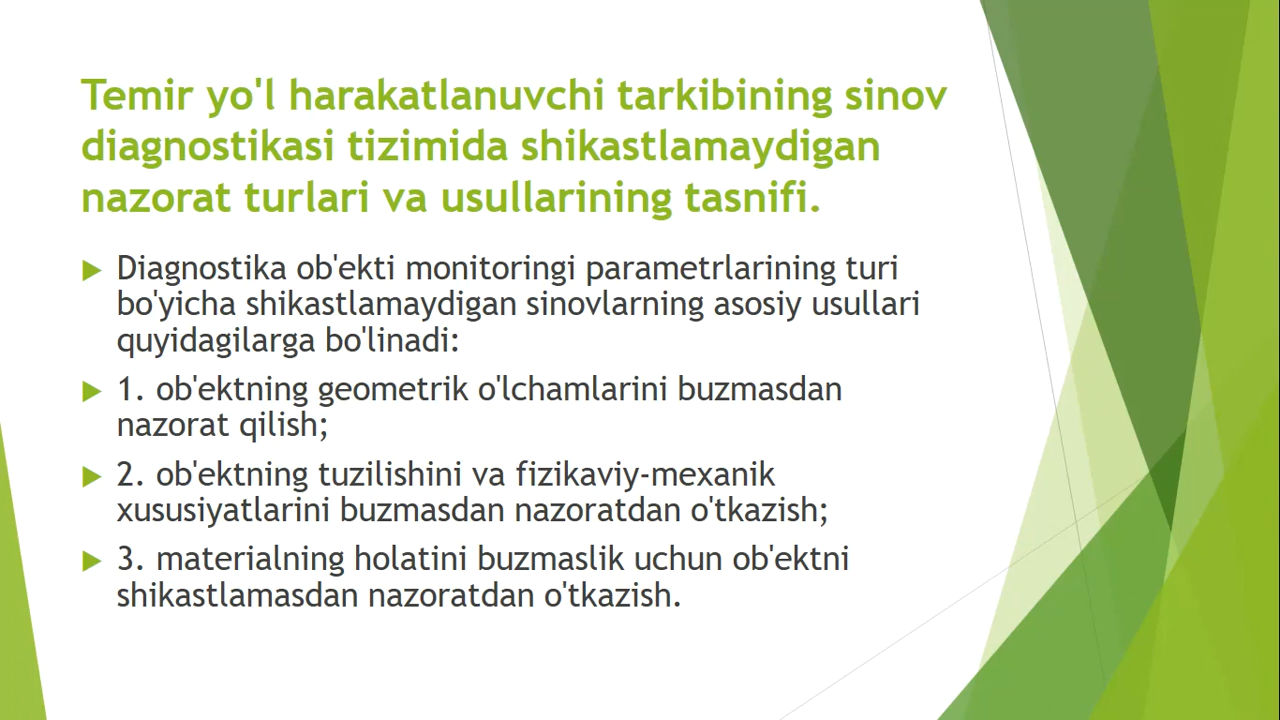 Temir yo'l harakatlanuvchi tarkibining sinov
diagnostikasi tizimida shikastlamaydigan
nazorat turlari va usullarining tasnifi.
Diagnostika ob'ekti monitoringi parametrlarining turi
bo'yicha shikastlamaydigan sinovlarning asosiy usullari
quyidagilarga bo'linadi:
1. ob'ektning geometrik o'lchamlarini buzmasdan
nazorat qilish;
2. ob'ektning tuzilishini va fizikaviy-mexanik
xususiyatlarini buzmasdan nazoratdan o'tkazish;
3. materialning holatini buzmaslik uchun ob'ektni
shikastlamasdan nazoratdan o'tkazish.